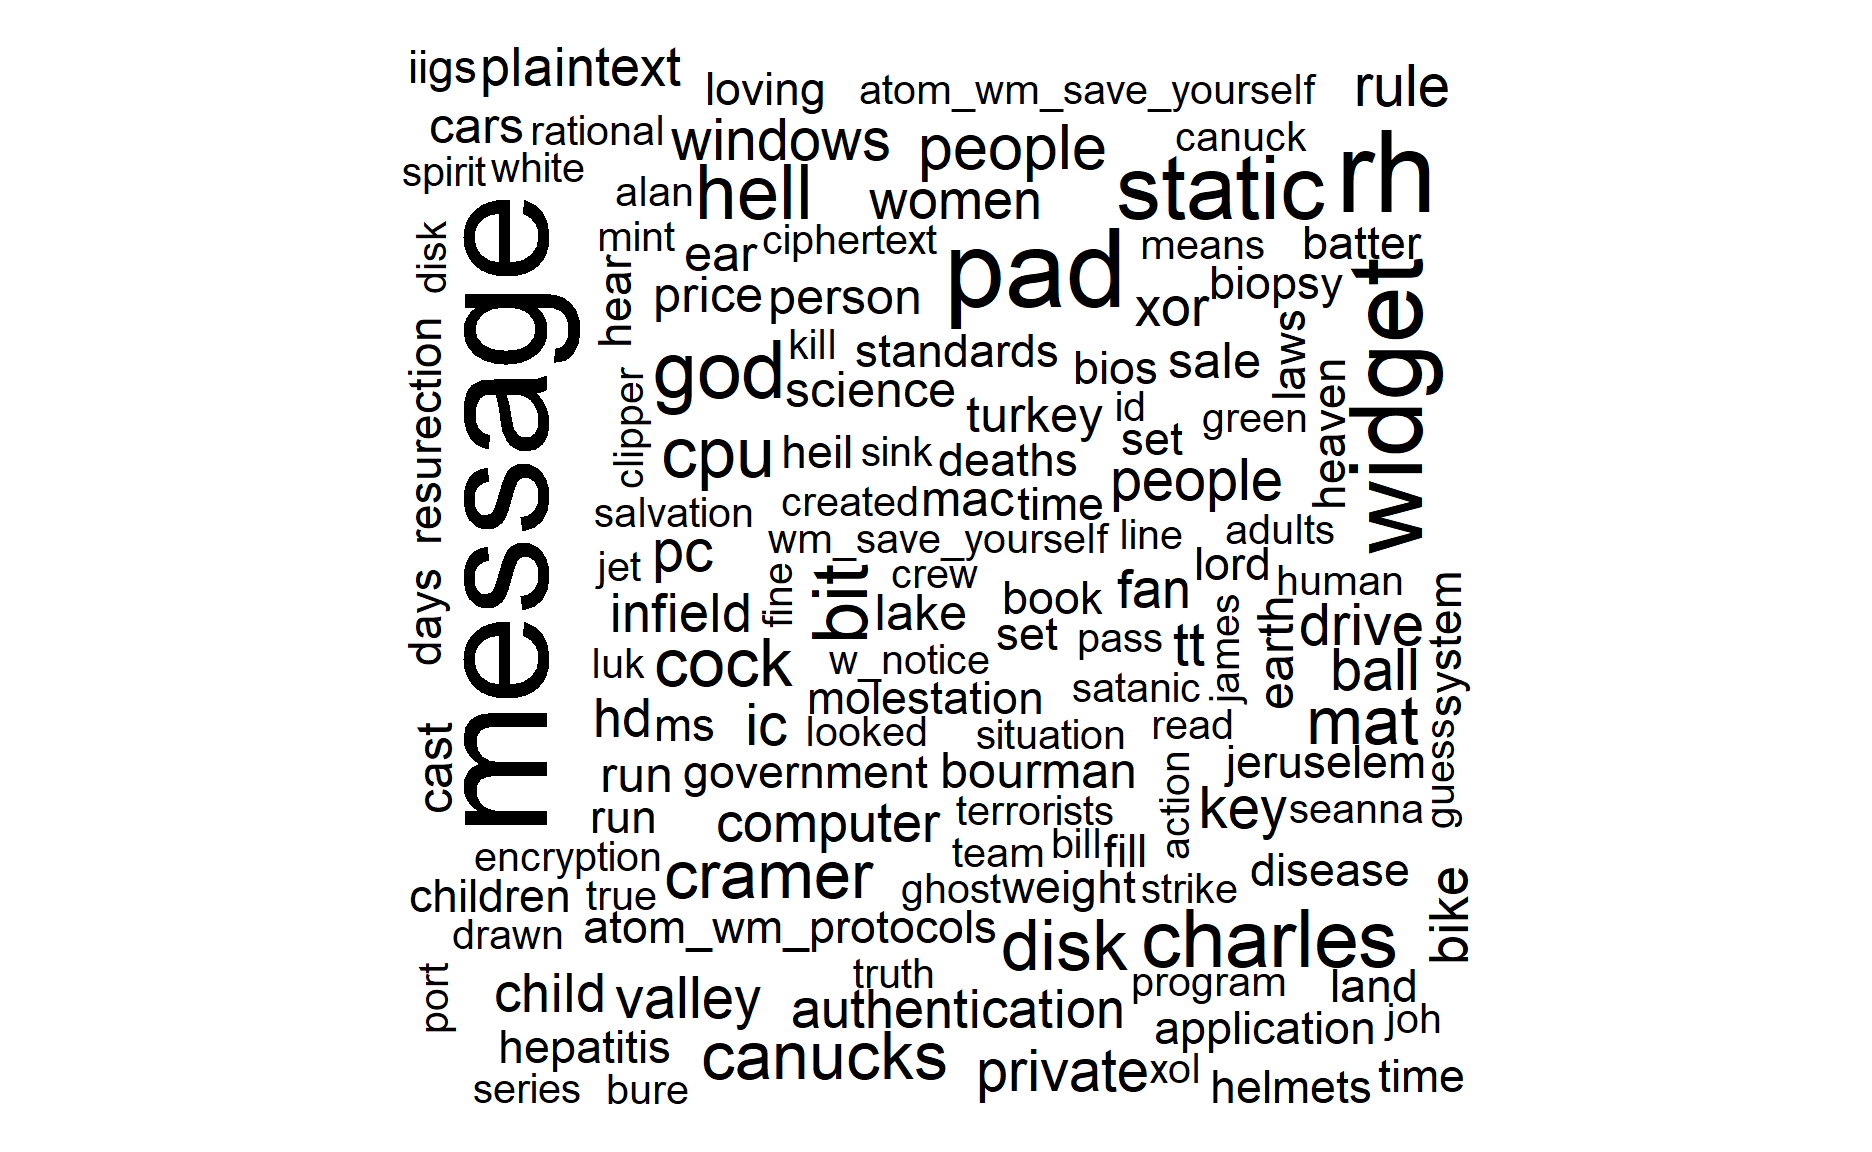 iigs plaintext
loving atom_wm_save_yourself rule
cars rational windows people canuck
rh
spirit white alan hell women static
message
disk mint ear ciphertext pad means batter
hear price person xor biopsy widget
kill standards bios sale laws
resurection god science
clipper turkey id green heaven
cpu heil sink deaths set people
salvation created mac time
wm_save_yourself line adults
jet pc fine bit crew lord human
days infield lake book fan james earth drive system
set pass tt
luk cock w_notice ball
molestation satanic
hd ms ic looked situation read mat
cast run government bourman action jeruselem guess
run computer terrorists key seanna
encryption cramer team bill fill
children true ghost weight strike disease bike
drawn atom_wm_protocols disk charles
port truth program land
child valley authentication application joh
hepatitis canucks private xol
series bure helmets time